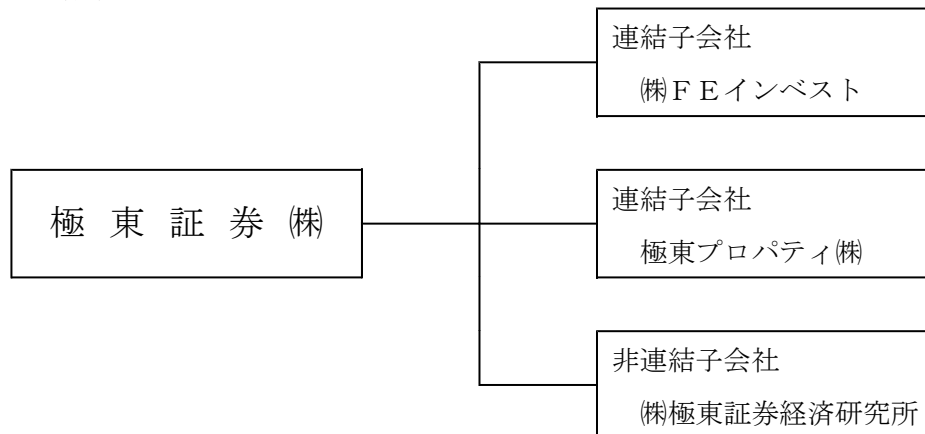 極東証券㈱
連結子会社
㈱ＦＥインベスト
連結子会社
極東プロパティ㈱
非連結子会社
㈱極東証券経済研究所